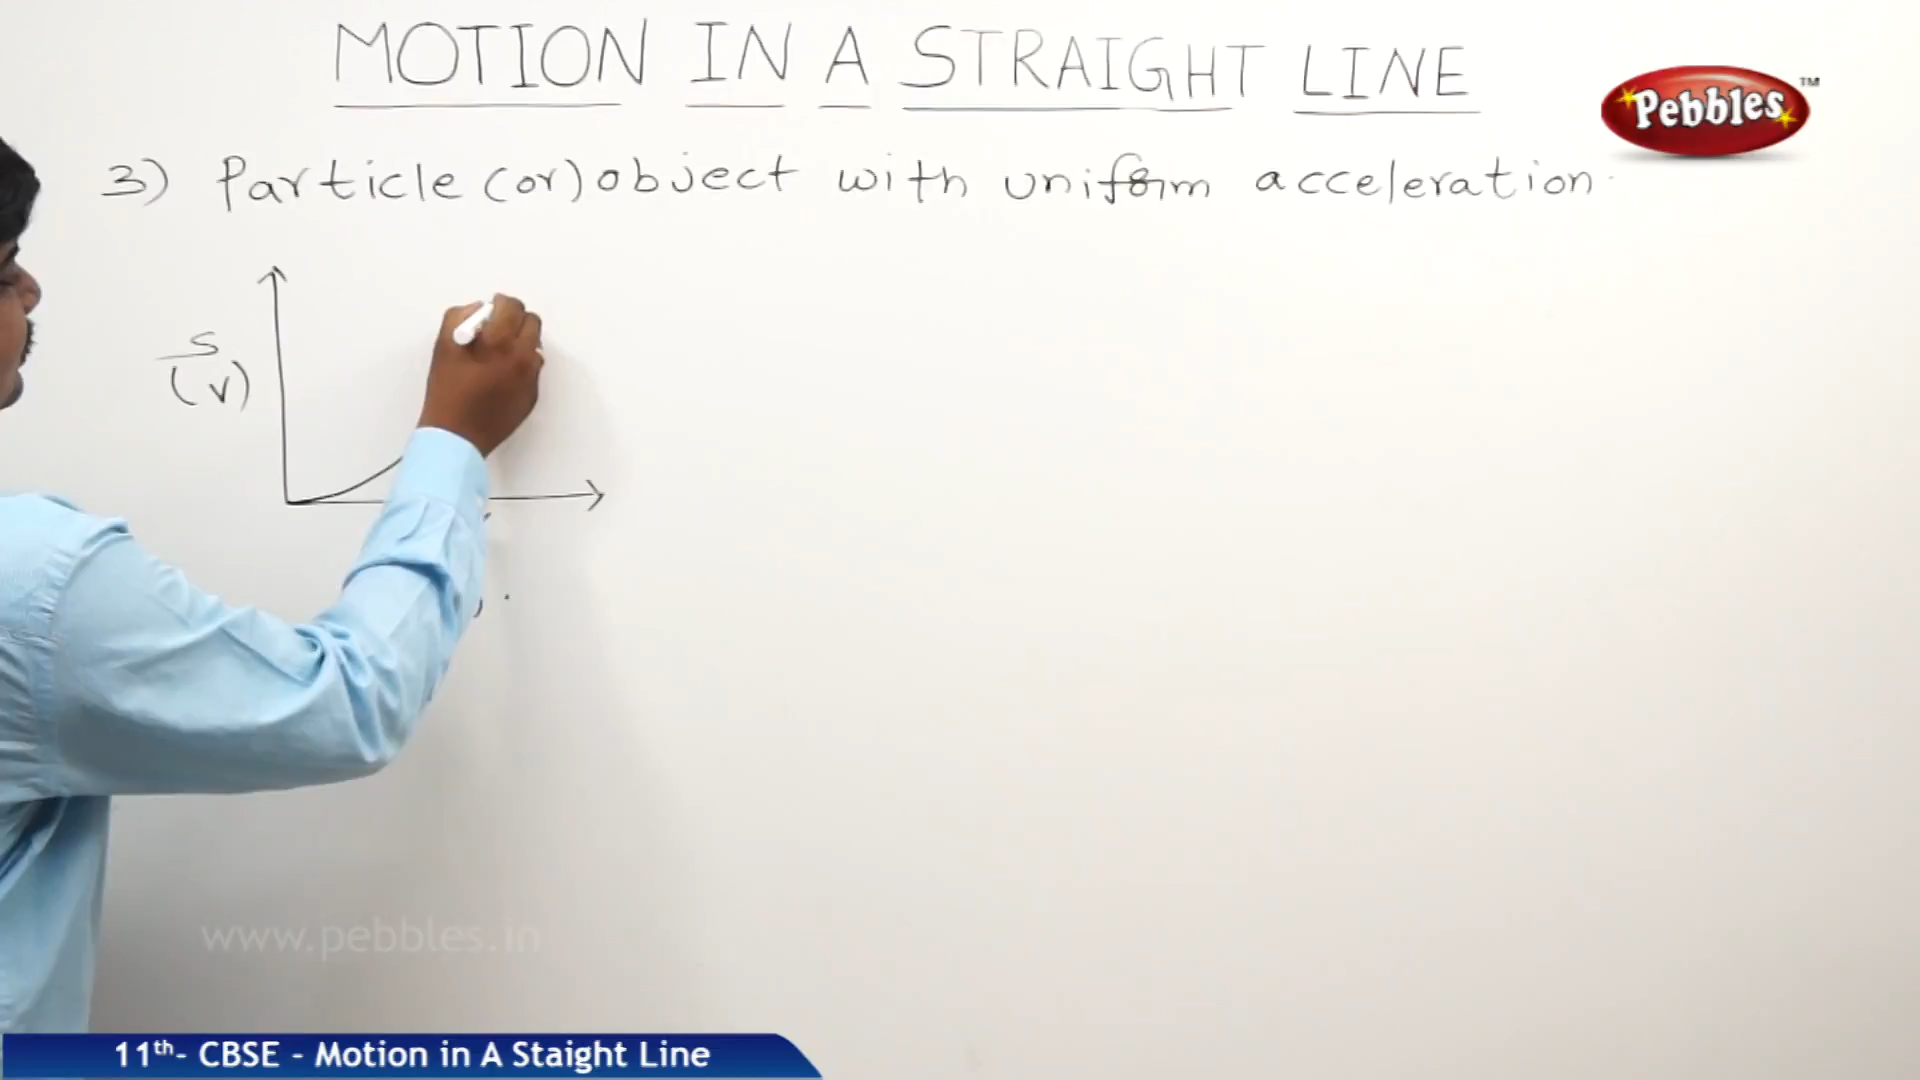 MOTION IN A STRAIGHT LINE
Pebbles TM
3) Particle (or) object with uniform acceleration.
s
(v)
www.pebbles.in
11th- CBSE - Motion in A Staight Line